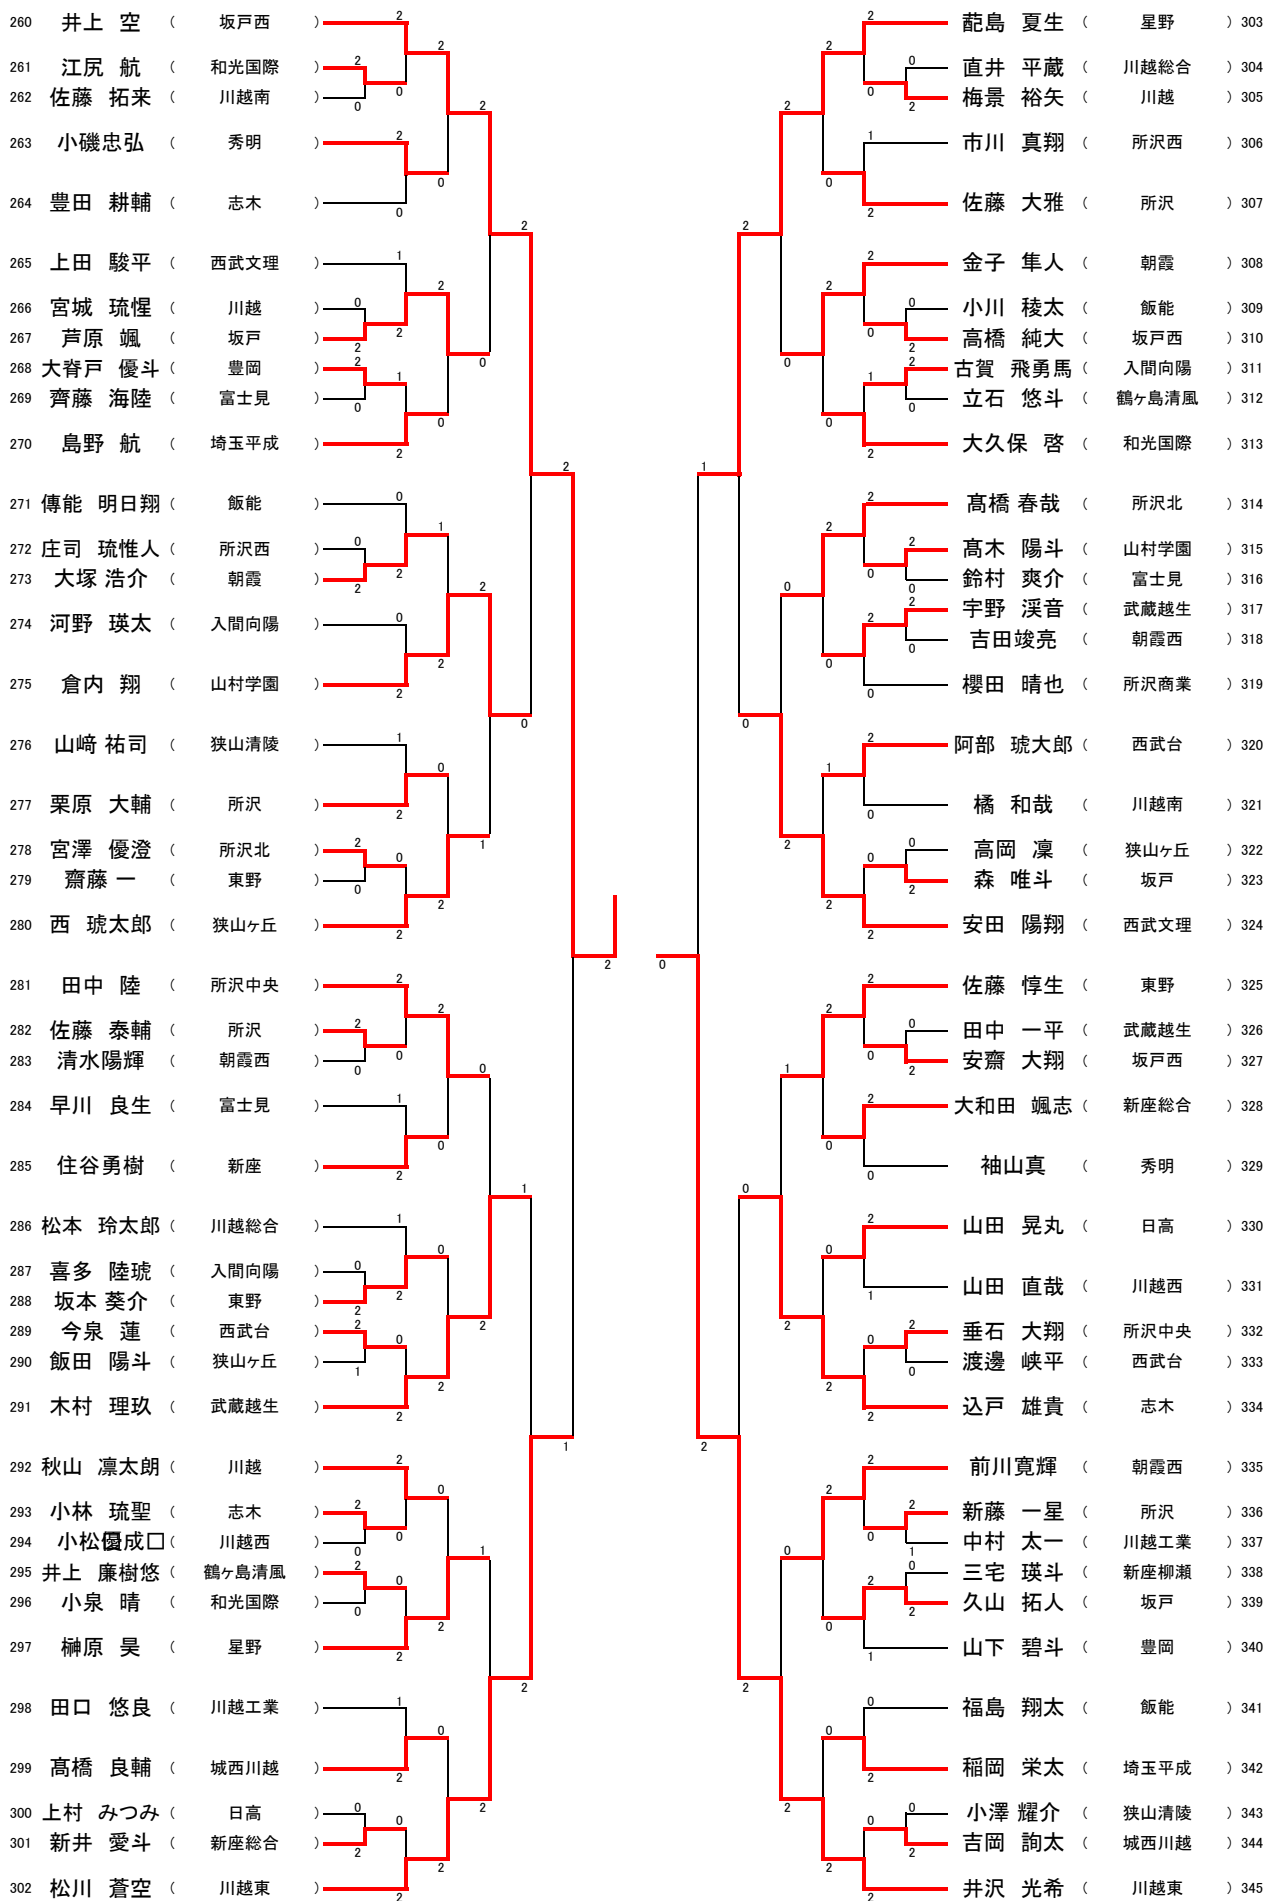 260 井上 空 ( 坂戸西 )
261 江尻 航 ( 和光国際 )
262 佐藤 拓来 ( 川越南 )
263 小磯忠弘 ( 秀明 )
264 豊田 耕輔 ( 志木 )
265 上田 駿平 ( 西武文理 )
266 宮城 琉惺 ( 川越 )
267 芦原 颯 ( 坂戸 )
268 大脊戸 優斗 ( 豊岡 )
269 齊藤 海陸 ( 富士見 )
270 島野 航 ( 埼玉平成 )
271 傳能 明日翔 ( 飯能 )
272 庄司 琉惟人 ( 所沢西 )
273 大塚 浩介 ( 朝霞 )
274 河野 瑛太 ( 入間向陽 )
275 倉内 翔 ( 山村学園 )
276 山﨑 祐司 ( 狭山清陵 )
277 栗原 大輔 ( 所沢 )
278 宮澤 優澄 ( 所沢北 )
279 齋藤 一 ( 東野 )
280 西 琥太郎 ( 狭山ヶ丘 )
281 田中 陸 ( 所沢中央 )
282 佐藤 泰輔 ( 所沢 )
283 清水陽輝 ( 朝霞西 )
284 早川 良生 ( 富士見 )
285 住谷勇樹 ( 新座 )
286 松本 玲太郎 ( 川越総合 )
287 喜多 陸琥 ( 入間向陽 )
288 坂本 葵介 ( 東野 )
289 今泉 蓮 ( 西武台 )
290 飯田 陽斗 ( 狭山ヶ丘 )
291 木村 理玖 ( 武蔵越生 )
292 秋山 凛太朗 ( 川越 )
293 小林 琉聖 ( 志木 )
294 小松優成□ ( 川越西 )
295 井上 廉樹悠 ( 鶴ヶ島清風 )
296 小泉 晴 ( 和光国際 )
297 榊原 昊 ( 星野 )
298 田口 悠良 ( 川越工業 )
299 髙橋 良輔 ( 城西川越 )
300 上村 みつみ ( 日高 )
301 新井 愛斗 ( 新座総合 )
302 松川 蒼空 ( 川越東 )
蓜島 夏生 ( 星野 ) 303
直井 平蔵 ( 川越総合 ) 304
梅景 裕矢 ( 川越 ) 305
市川 真翔 ( 所沢西 ) 306
佐藤 大雅 ( 所沢 ) 307
金子 隼人 ( 朝霞 ) 308
小川 稜太 ( 飯能 ) 309
高橋 純大 ( 坂戸西 ) 310
古賀 飛勇馬 ( 入間向陽 ) 311
立石 悠斗 ( 鶴ヶ島清風 ) 312
大久保 啓 ( 和光国際 ) 313
髙橋 春哉 ( 所沢北 ) 314
髙木 陽斗 ( 山村学園 ) 315
鈴村 爽介 ( 富士見 ) 316
宇野 渓音 ( 武蔵越生 ) 317
吉田竣亮 ( 朝霞西 ) 318
櫻田 晴也 ( 所沢商業 ) 319
阿部 琥大郎 ( 西武台 ) 320
橘 和哉 ( 川越南 ) 321
高岡 凜 ( 狭山ヶ丘 ) 322
森 唯斗 ( 坂戸 ) 323
安田 陽翔 ( 西武文理 ) 324
佐藤 惇生 ( 東野 ) 325
田中 一平 ( 武蔵越生 ) 326
安齋 大翔 ( 坂戸西 ) 327
大和田 颯志 ( 新座総合 ) 328
袖山真 ( 秀明 ) 329
山田 晃丸 ( 日高 ) 330
山田 直哉 ( 川越西 ) 331
垂石 大翔 ( 所沢中央 ) 332
渡邊 峡平 ( 西武台 ) 333
込戸 雄貴 ( 志木 ) 334
前川寛輝 ( 朝霞西 ) 335
新藤 一星 ( 所沢 ) 336
中村 太一 ( 川越工業 ) 337
三宅 瑛斗 ( 新座柳瀬 ) 338
久山 拓人 ( 坂戸 ) 339
山下 碧斗 ( 豊岡 ) 340
福島 翔太 ( 飯能 ) 341
稲岡 栄太 ( 埼玉平成 ) 342
小澤 耀介 ( 狭山清陵 ) 343
吉岡 詢太 ( 城西川越 ) 344
井沢 光希 ( 川越東 ) 345